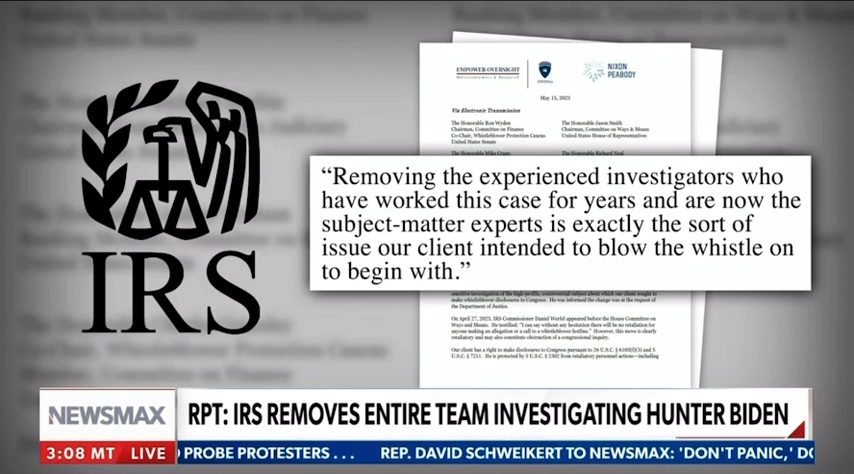 EMPOWER OVERSIGHT
NIXON
PEABODY
May 15, 2023
Via Electronic Transmission
The Honorable Ron Wyden
Chairman, Committee on Finance
Co-Chair, Whistleblower Protection Caucus
United States Senate
The Honorable Jason Smith
Chairman, Committee on Ways & Means
United States House of Representatives
The Honorable Mike Crapo
The Honorable Richard Neal
“Removing the experienced investigators who
have worked this case for years and are now the
subject-matter experts is exactly the sort of
issue our client intended to blow the whistle on
to begin with.”
IRS
sensitive investigation of the high-profile, controversial subject about which our client sought to
make whistleblower disclosures to Congress. He was informed the change was at the request of
the Department of Justice.
On April 27, 2023, IRS Commissioner Daniel Werfel appeared before the House Committee on
Ways and Means. He testified: "I can say without any hesitation there will be no retaliation for
anyone making an allegation or a call to a whistleblower hotline." However, this move is clearly
retaliatory and may also constitute obstruction of a congressional inquiry.
Our client has a right to make disclosures to Congress pursuant to 26 U.S.C. § 6103(f)(5) and 5
U.S.C. § 7211. He is protected by 5 U.S.C. § 2302 from retaliatory personnel actions—including
NEWSMAX
RPT: IRS REMOVES ENTIRE TEAM INVESTIGATING HUNTER BIDEN
3:08 MT LIVE
PROBE PROTESTERS . . . REP. DAVID SCHWEIKERT TO NEWSMAX: 'DON'T PANIC,'